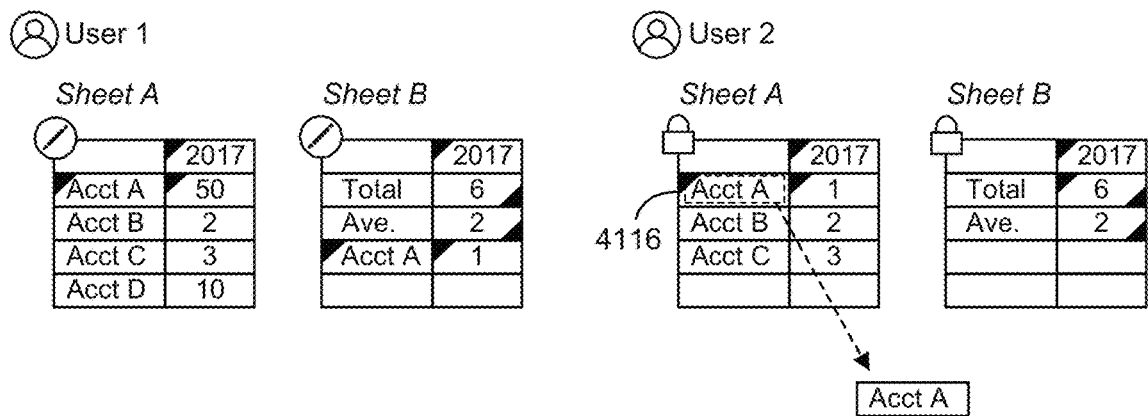 User 1
User 2
Sheet A
Sheet B
Sheet A
Sheet B
2017
2017
2017
2017
Acct A 50
Total 6
Acct A 1
Total 6
Acct B 2
Ave. 2
Acct B 2
Ave. 2
4116
Acct C 3
Acct A 1
Acct C 3
Acct D 10
Acct A